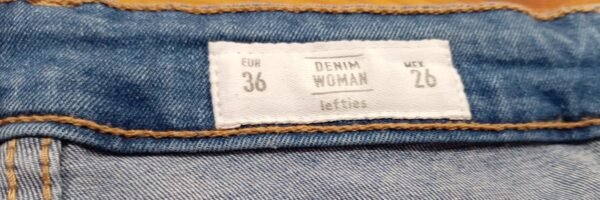 EUR DENIM MEX
36 WOMAN 26
lefties